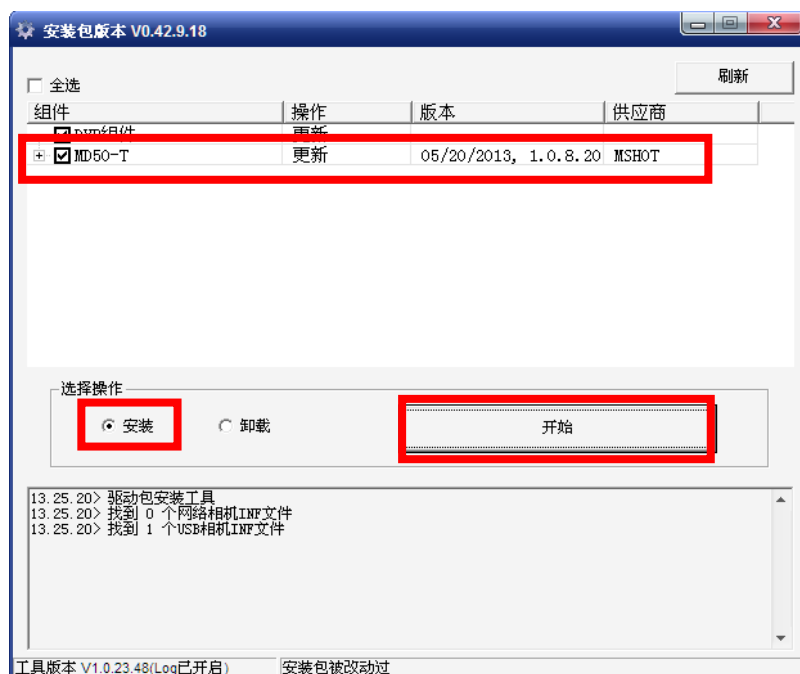 安装包版本 V0.42.9.18
全选
刷新
组件 操作 版本 供应商
更新
MD50-T 更新 05/20/2013, 1.0.8.20 MSHOT
选择操作
安装 卸载 开始
13.25.20> 驱动包安装工具
13.25.20> 找到 0 个网络相机INF文件
13.25.20> 找到 1 个USB相机INF文件
工具版本 V1.0.23.48(Log已开启) 安装包被改动过